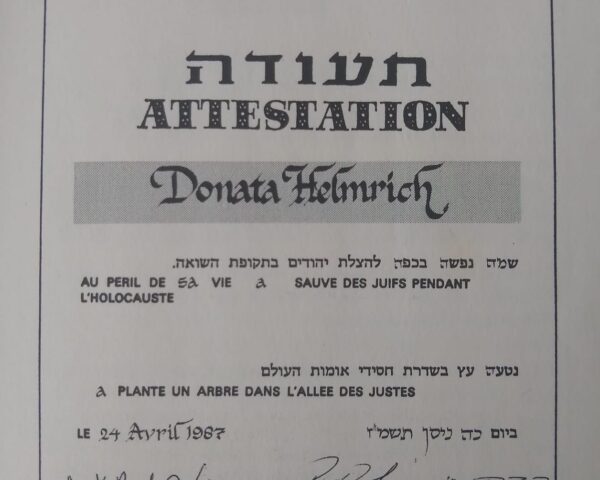 תעודה
ATTESTATION
Donata Helmrich
שמה נפשה בכפה להצלת יהודים בתקופת השואה.
AU PERIL DE sa VIE a SAUVE DES JUIFS PENDANT
L'HOLOCAUSTE
נטעה עץ בשדרת חסידי אומות העולם
a PLANTE UN ARBRE DANS L'ALLEE DES JUSTES
LE 24 Avril 1987 ביום כה ניסן תשמ"ז